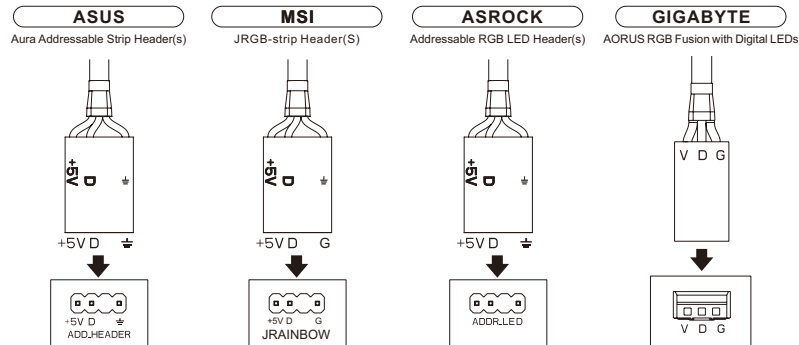 ASUS
Aura Addressable Strip Header(s)
+5V D ⏚
+5V D ⏚
+5V D ⏚
ADD_HEADER
MSI
JRGB-strip Header(S)
+5V D ⏚
+5V D G
+5V D G
JRAINBOW
ASROCK
Addressable RGB LED Header(s)
+5V D ⏚
+5V D ⏚
ADDR_LED
GIGABYTE
AORUS RGB Fusion with Digital LEDs
V D G
V D G